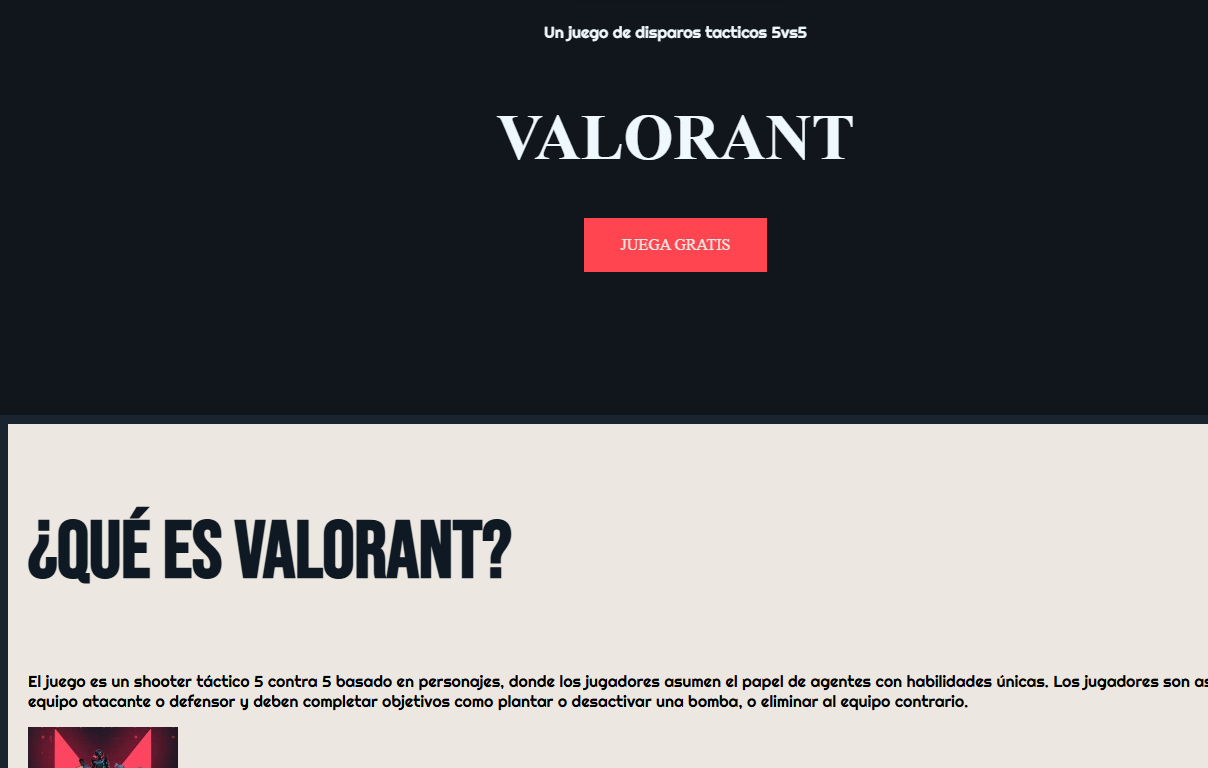 Un juego de disparos tacticos 5vs5
VALORANT
JUEGA GRATIS
¿QUÉ ES VALORANT?
El juego es un shooter táctico 5 contra 5 basado en personajes, donde los jugadores asumen el papel de agentes con habilidades únicas. Los jugadores son
equipo atacante o defensor y deben completar objetivos como plantar o desactivar una bomba, o eliminar al equipo contrario.